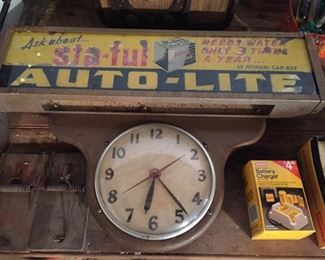 Ask about...
sta-ful
NEEDS WATER
ONLY 3 TIMES
A YEAR...
IN NORMAL CAR USE
AUTO-LITE
12
1
2
3
4
5
6
7
8
9
10
11
Battery
Charger
$4